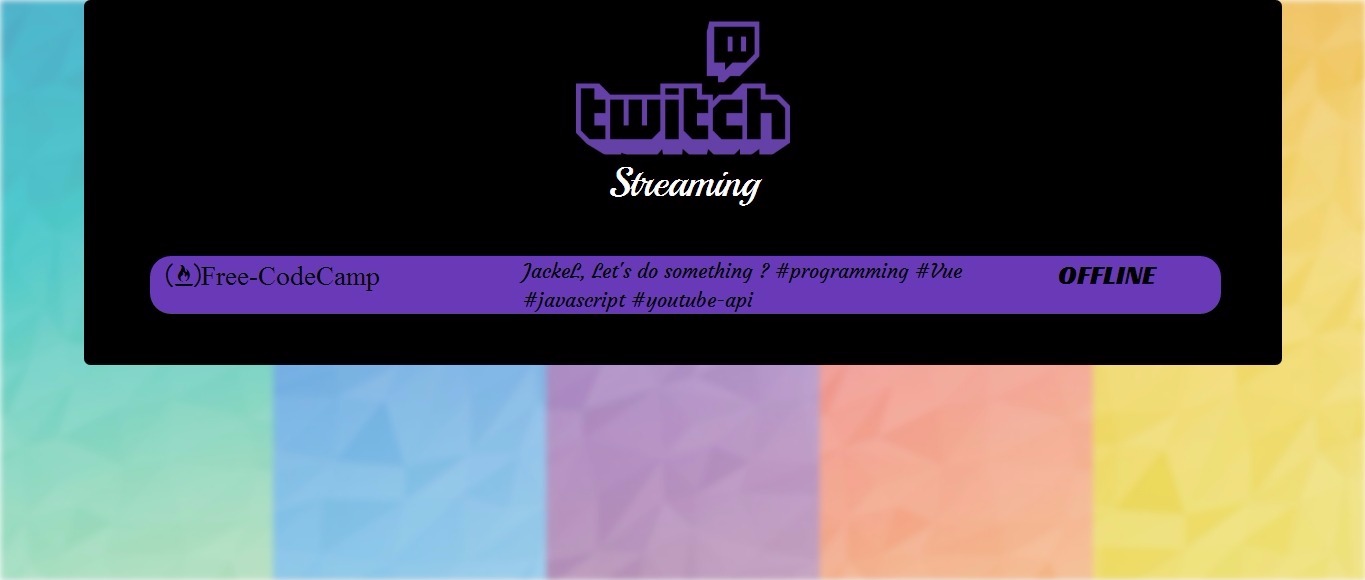 twitch
Streaming
Free-CodeCamp
JackeL, Let's do something ? #programming #Vue
#javascript #youtube-api
OFFLINE